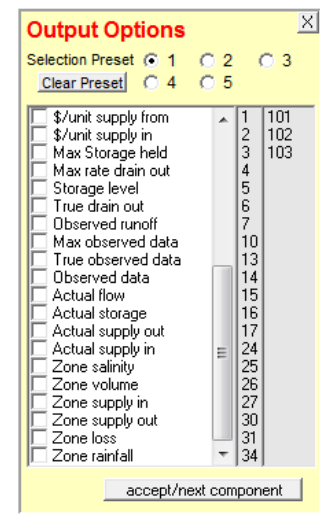 Output Options X
Selection Preset 1 2 3
Clear Preset 4 5
$/unit supply from 1 101
$/unit supply in 2 102
Max Storage held 3 103
Max rate drain out 4
Storage level 5
True drain out 6
Observed runoff 7
Max observed data 10
True observed data 13
Observed data 14
Actual flow 15
Actual storage 16
Actual supply out 17
Actual supply in 24
Zone salinity 25
Zone volume 26
Zone supply in 27
Zone supply out 30
Zone loss 31
Zone rainfall 34
accept/next component